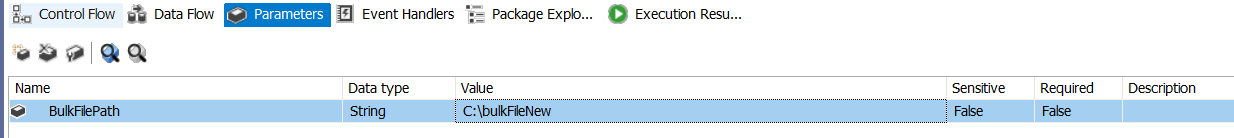 Control Flow Data Flow Parameters Event Handlers Package Explo... Execution Resu...
Name Data type Value Sensitive Required Description
BulkFilePath String C:\bulkFileNew False False